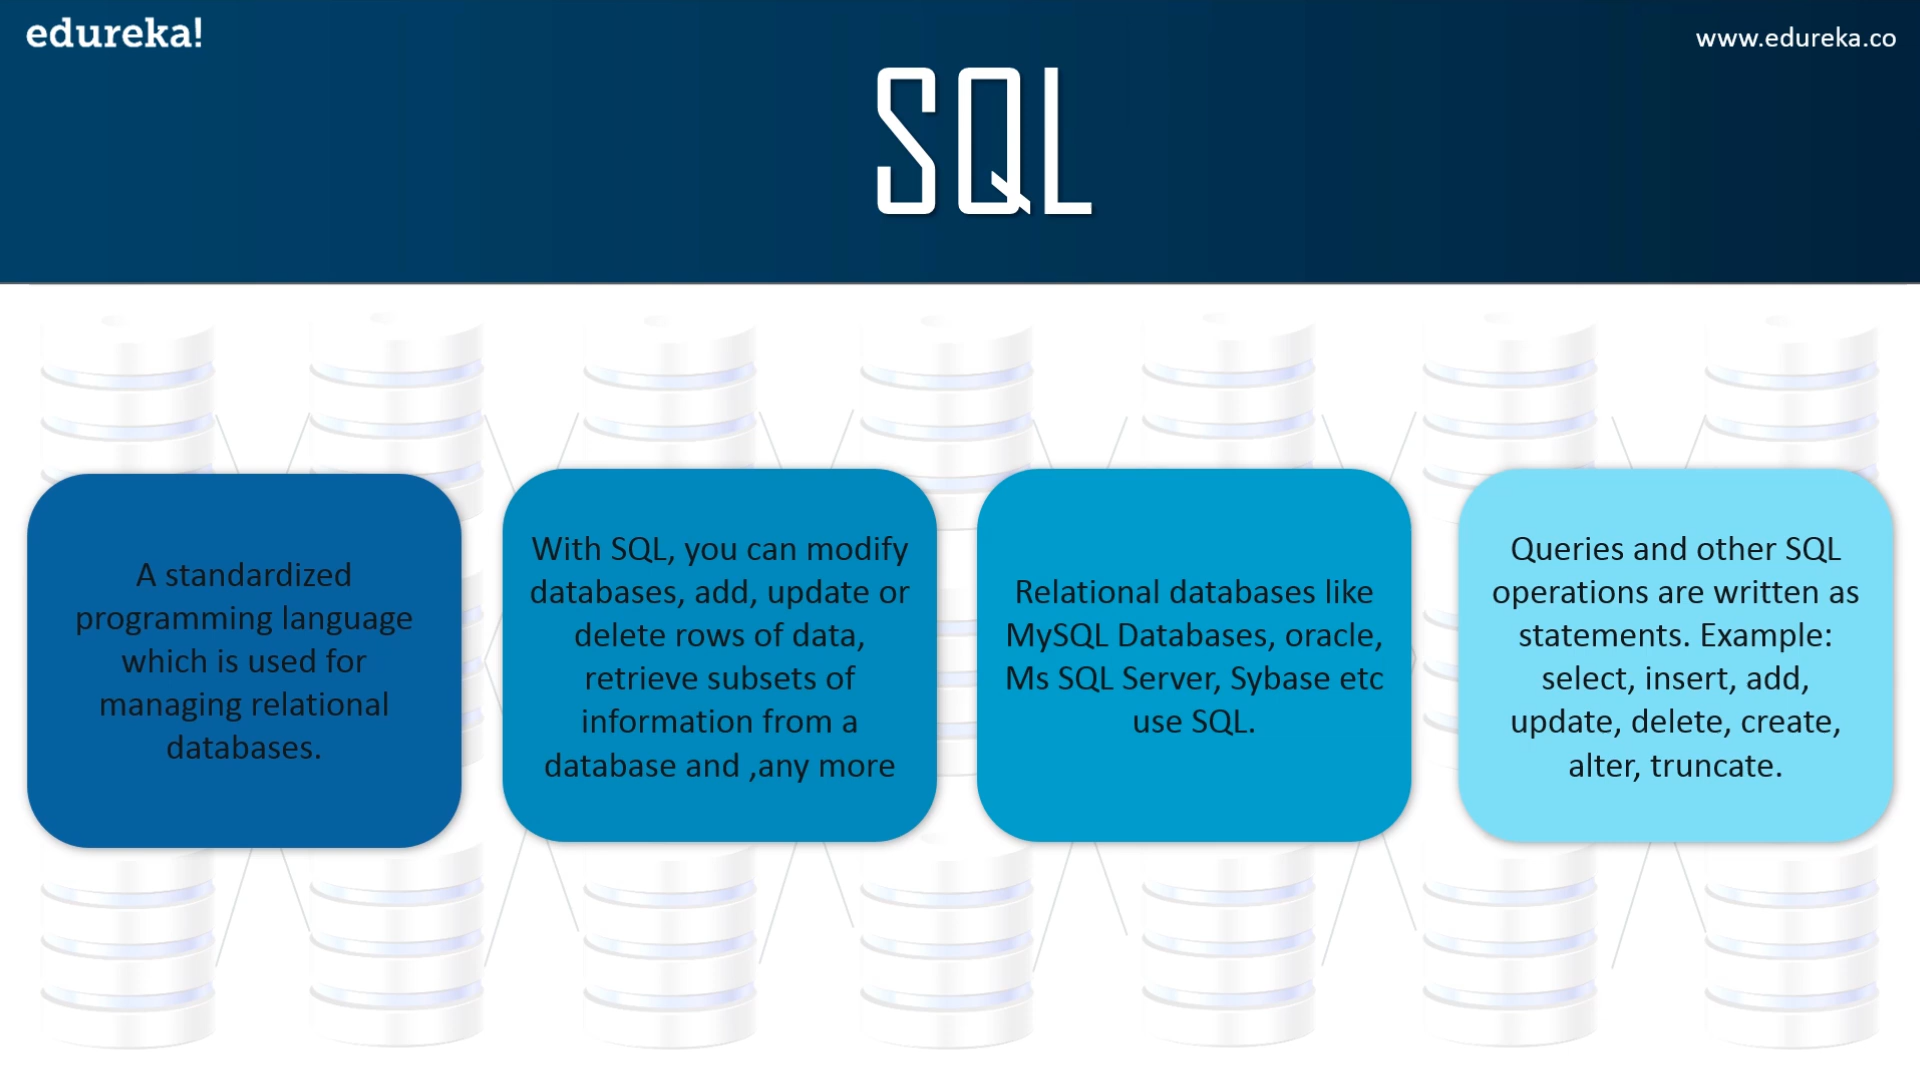 edureka!
www.edureka.co
SQL
A standardized
programming language
which is used for
managing relational
databases.
With SQL, you can modify
databases, add, update or
delete rows of data,
retrieve subsets of
information from a
database and ,any more
Relational databases like
MySQL Databases, oracle,
Ms SQL Server, Sybase etc
use SQL.
Queries and other SQL
operations are written as
statements. Example:
select, insert, add,
update, delete, create,
alter, truncate.